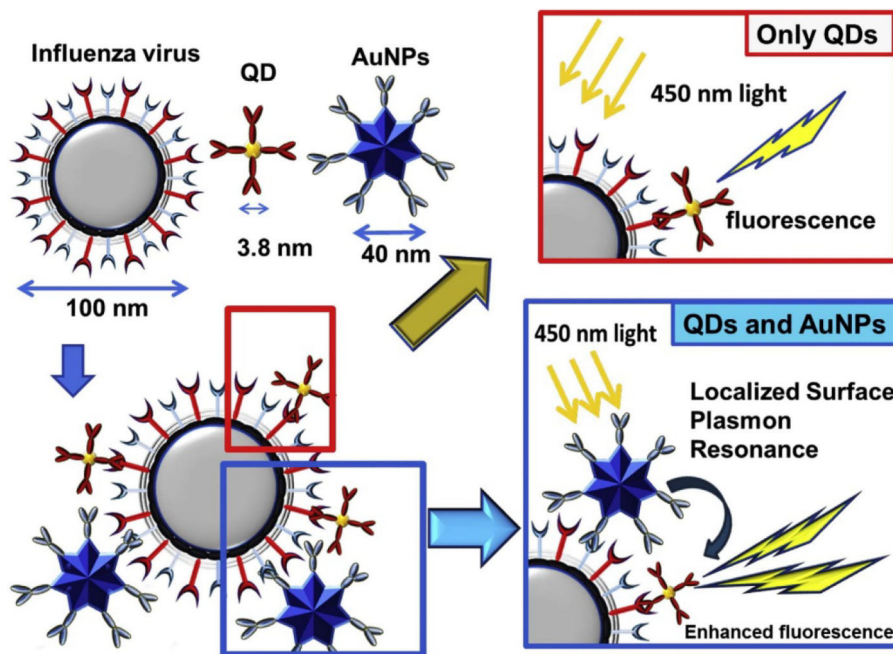 Influenza virus
QD
AuNPs
3.8 nm
40 nm
100 nm
Only QDs
450 nm light
fluorescence
QDs and AuNPs
450 nm light
Localized Surface
Plasmon
Resonance
Enhanced fluorescence